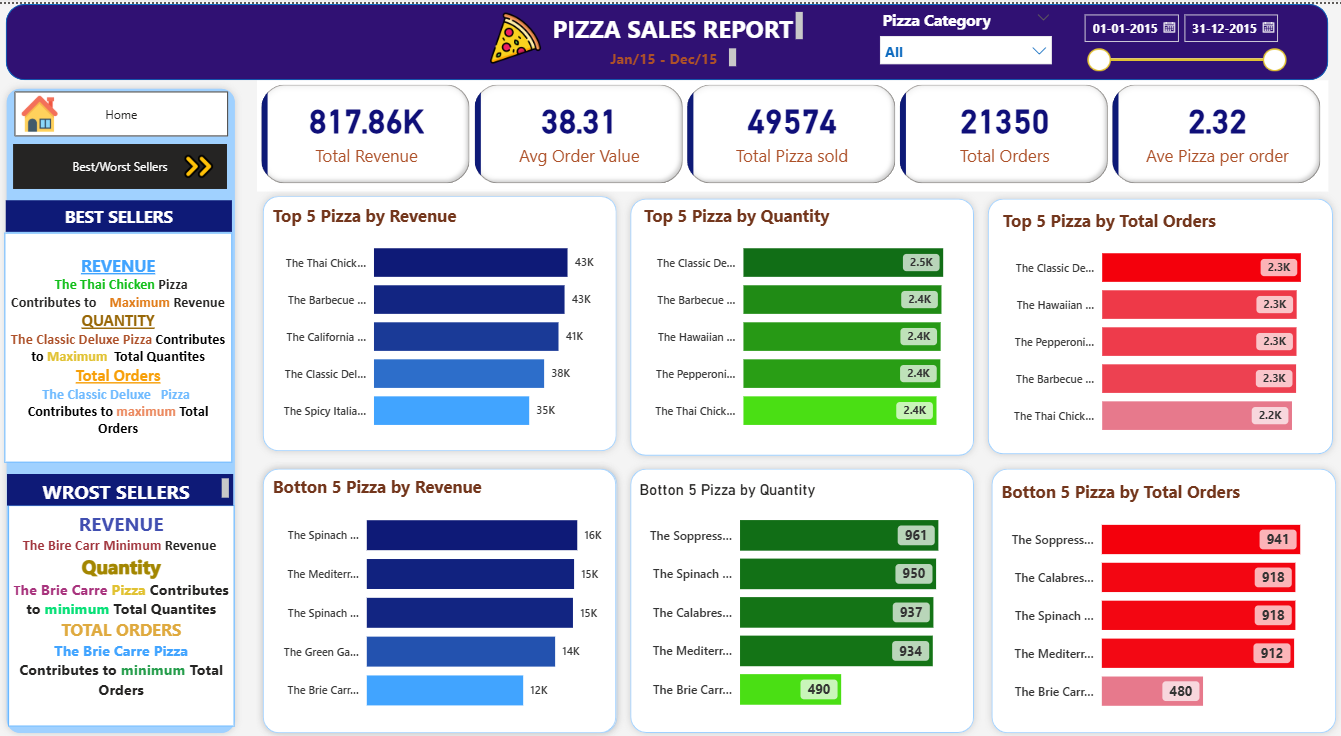 PIZZA SALES REPORT
Jan/15 - Dec/15
Pizza Category
All
01-01-2015
31-12-2015
Home
Best/Worst Sellers
BEST SELLERS
REVENUE
The Thai Chicken Pizza
Contributes to Maximum Revenue
QUANTITY
The Classic Deluxe Pizza Contributes
to Maximum Total Quantites
Total Orders
The Classic Deluxe Pizza
Contributes to maximum Total
Orders
WROST SELLERS
REVENUE
The Bire Carr Minimum Revenue
Quantity
The Brie Carre Pizza Contributes
to minimum Total Quantites
TOTAL ORDERS
The Brie Carre Pizza
Contributes to minimum Total
Orders
817.86K
Total Revenue
38.31
Avg Order Value
49574
Total Pizza sold
21350
Total Orders
2.32
Ave Pizza per order
Top 5 Pizza by Revenue
The Thai Chick... 43K
The Barbecue ... 43K
The California ... 41K
The Classic Del... 38K
The Spicy Italia... 35K
Top 5 Pizza by Quantity
The Classic De... 2.5K
The Barbecue ... 2.4K
The Hawaiian ... 2.4K
The Pepperoni... 2.4K
The Thai Chick... 2.4K
Top 5 Pizza by Total Orders
The Classic De... 2.3K
The Hawaiian ... 2.3K
The Pepperoni... 2.3K
The Barbecue ... 2.3K
The Thai Chick... 2.2K
Botton 5 Pizza by Revenue
The Spinach ... 16K
The Mediterr... 15K
The Spinach ... 15K
The Green Ga... 14K
The Brie Carr... 12K
Botton 5 Pizza by Quantity
The Soppress... 961
The Spinach ... 950
The Calabres... 937
The Mediterr... 934
The Brie Carr... 490
Botton 5 Pizza by Total Orders
The Soppress... 941
The Calabres... 918
The Spinach ... 918
The Mediterr... 912
The Brie Carr... 480